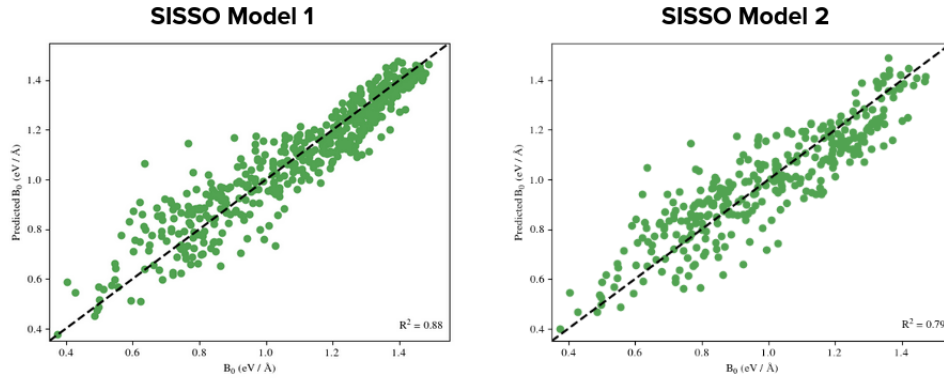 SISSO Model 1
1.4
1.2
1.0
0.8
0.6
0.4
Predicted B₀ (eV / Å)
0.4 0.6 0.8 1.0 1.2 1.4
B₀ (eV / Å)
R² = 0.88
SISSO Model 2
1.4
1.2
1.0
0.8
0.6
0.4
Predicted B₀ (eV / Å)
0.4 0.6 0.8 1.0 1.2 1.4
B₀ (eV / Å)
R² = 0.79